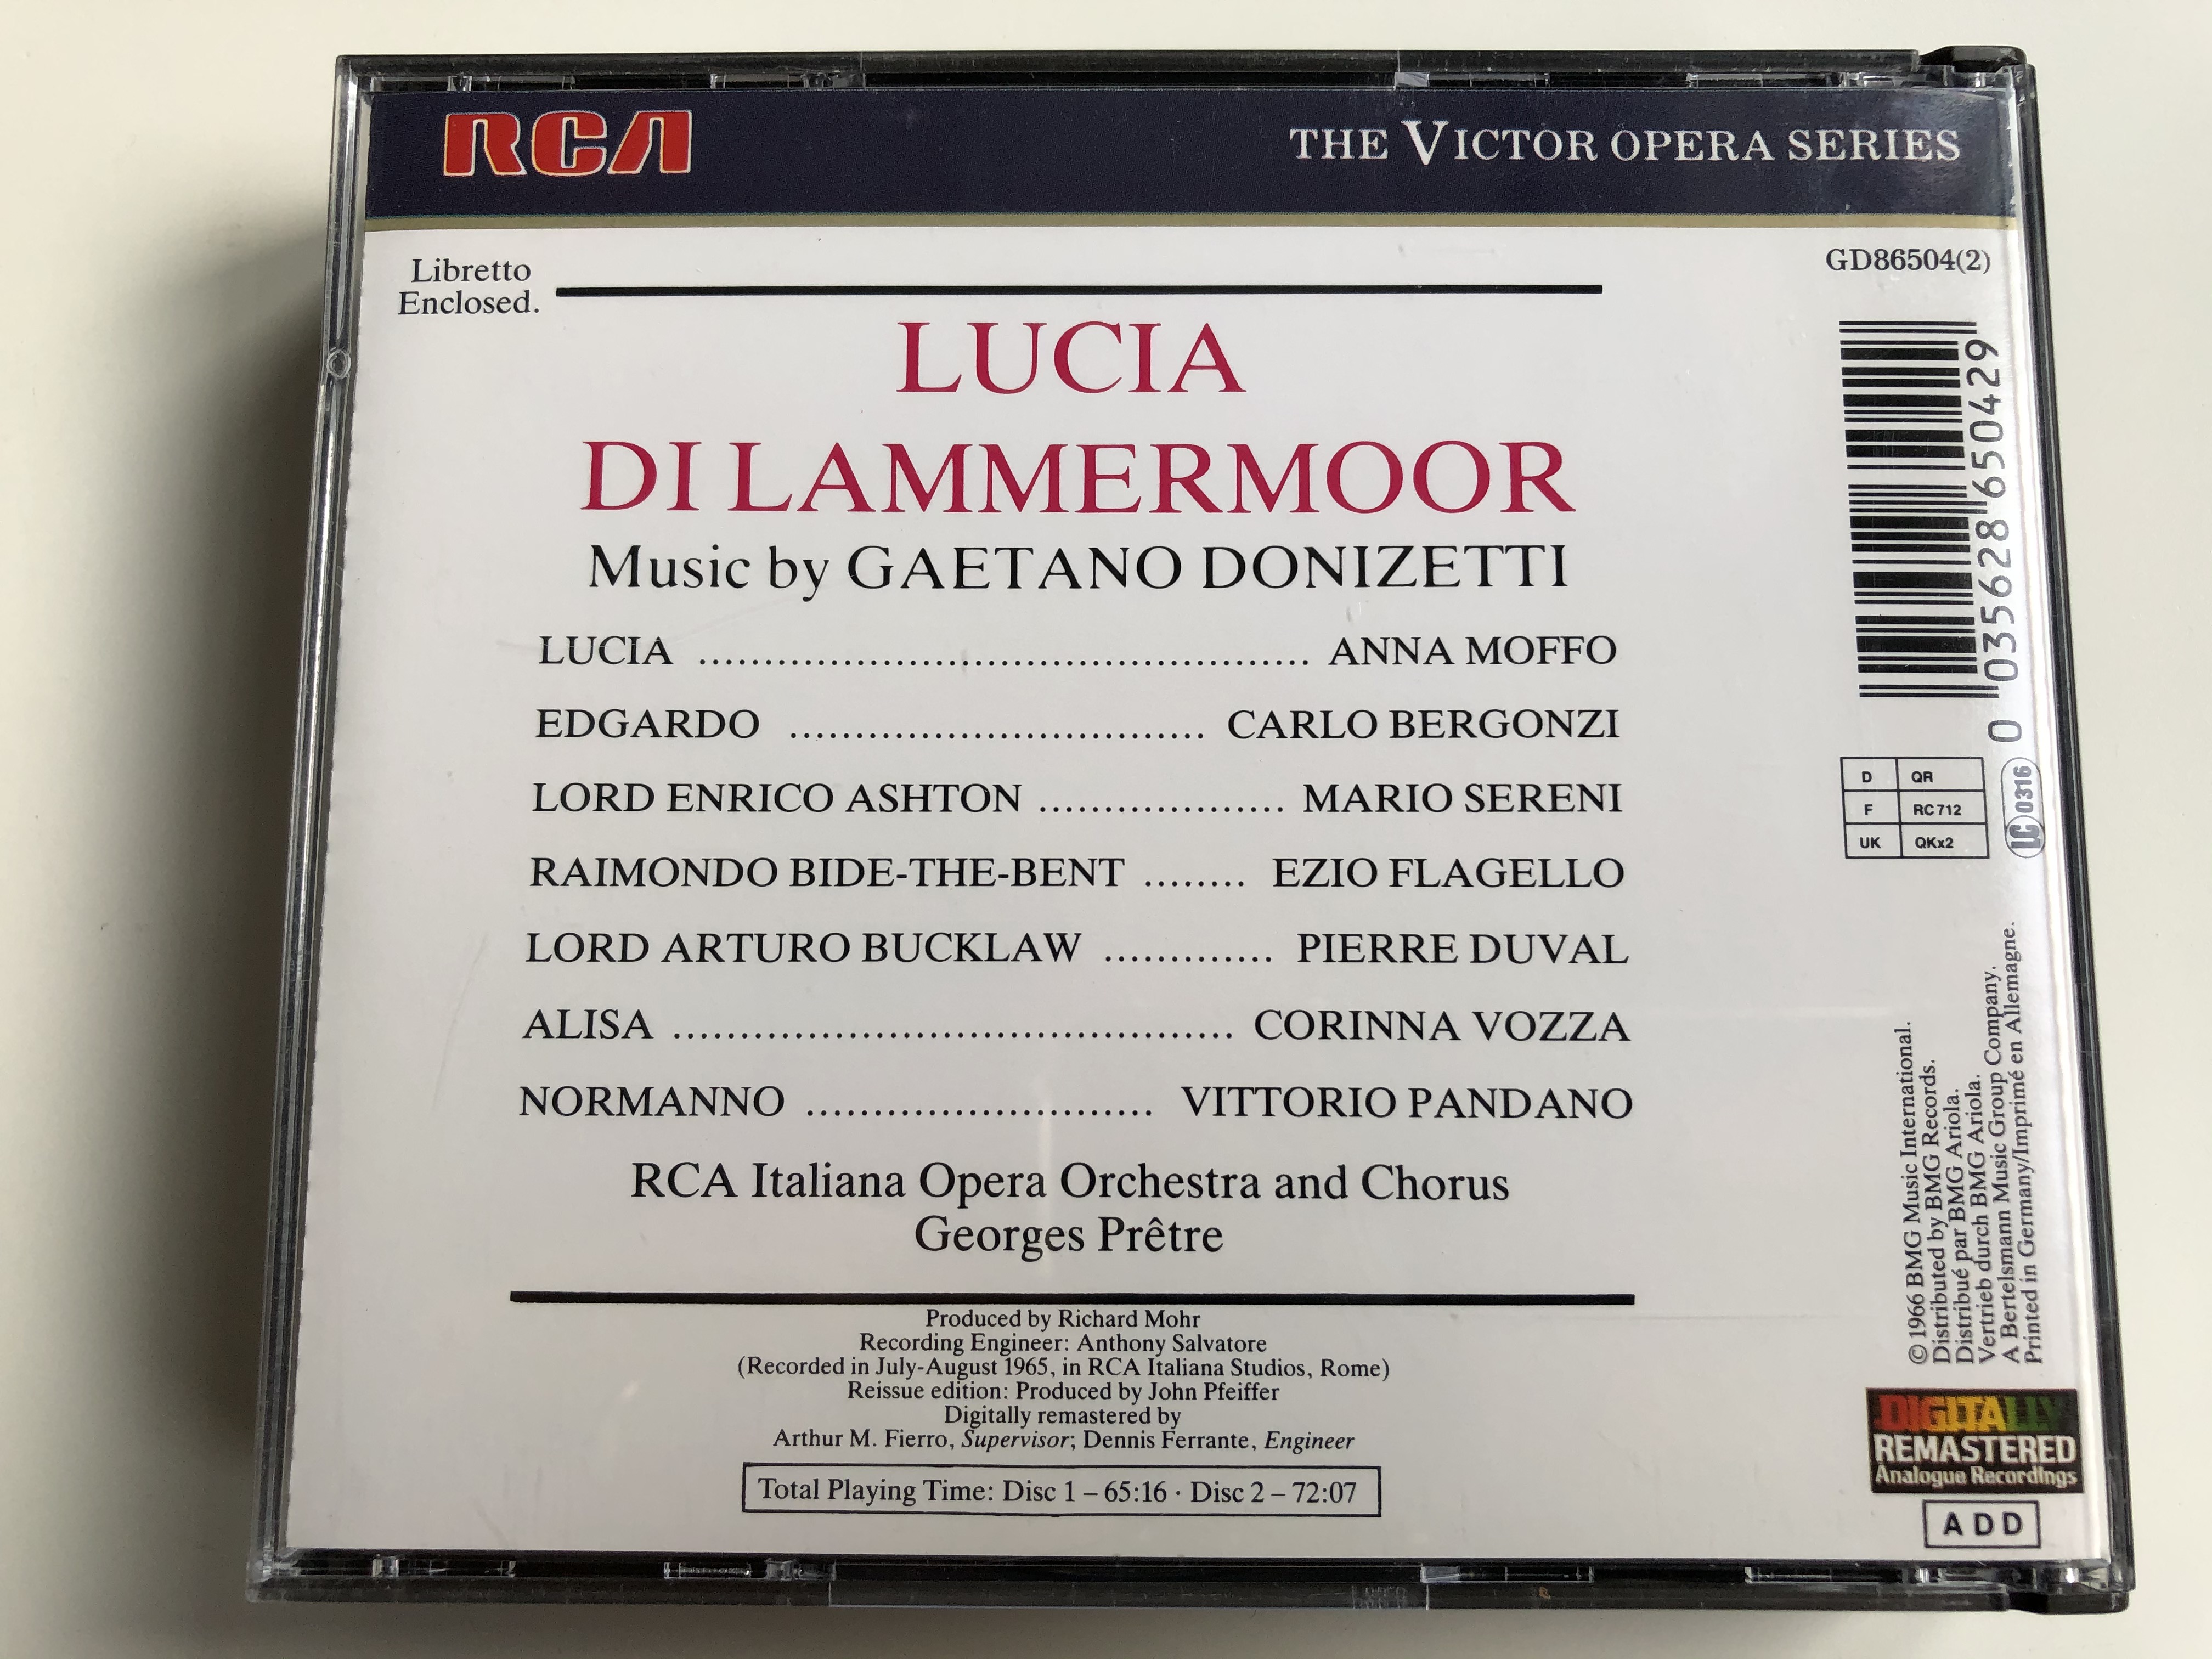 RCA
THE VICTOR OPERA SERIES
Libretto
Enclosed.
GD86504(2)
LUCIA
DI LAMMERMOOR
Music by GAETANO DONIZETTI
LUCIA ............................................... ANNA MOFFO
EDGARDO ................................ CARLO BERGONZI
LORD ENRICO ASHTON ................... MARIO SERENI
RAIMONDO BIDE-THE-BENT ........ EZIO FLAGELLO
LORD ARTURO BUCKLAW ............. PIERRE DUVAL
ALISA .......................................... CORINNA VOZZA
NORMANNO .......................... VITTORIO PANDANO
RCA Italiana Opera Orchestra and Chorus
Georges Prêtre
Produced by Richard Mohr
Recording Engineer: Anthony Salvatore
(Recorded in July-August 1965, in RCA Italiana Studios, Rome)
Reissue edition: Produced by John Pfeiffer
Digitally remastered by
Arthur M. Fierro, Supervisor; Dennis Ferrante, Engineer
Total Playing Time: Disc 1 – 65:16 · Disc 2 – 72:07
0 035628 650429
D QR
F RC 712
UK QKx2
LC 0316
© 1966 BMG Music International.
Distributed by BMG Records.
Distribué par BMG Ariola.
Vertrieb durch BMG Ariola.
A Bertelsmann Music Group Company.
Printed in Germany/Imprimé en Allemagne.
DIGITALLY
REMASTERED
Analogue Recordings
ADD